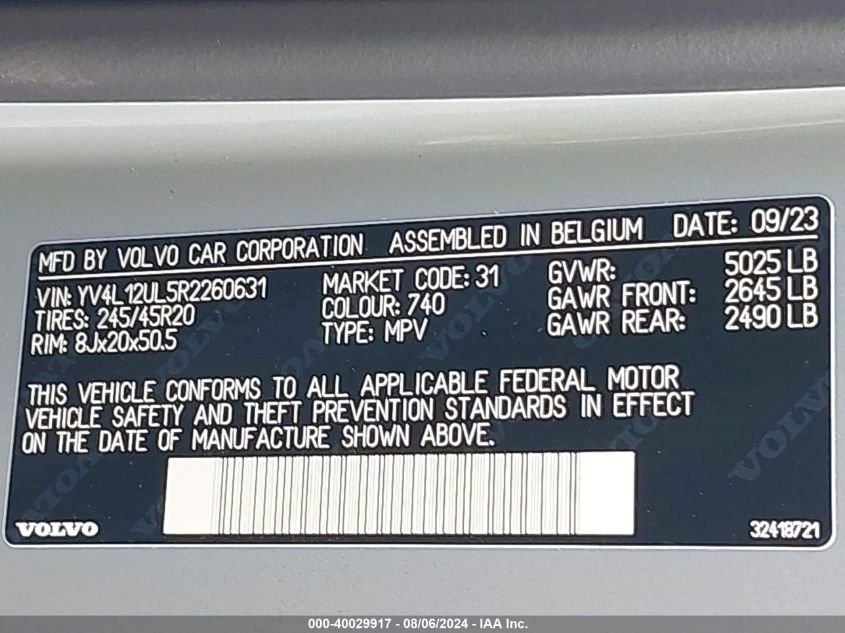 MFD BY VOLVO CAR CORPORATION ASSEMBLED IN BELGIUM DATE: 09/23
VIN: YV4L12UL5R2260631 MARKET CODE: 31 GVWR: 5025 LB
TIRES: 245/45R20 COLOUR: 740 GAWR FRONT: 2645 LB
RIM: 8Jx20x50.5 TYPE: MPV GAWR REAR: 2490 LB
THIS VEHICLE CONFORMS TO ALL APPLICABLE FEDERAL MOTOR
VEHICLE SAFETY AND THEFT PREVENTION STANDARDS IN EFFECT
ON THE DATE OF MANUFACTURE SHOWN ABOVE.
VOLVO
VOLVO 32418721
000-40029917 - 08/06/2024 - IAA Inc.